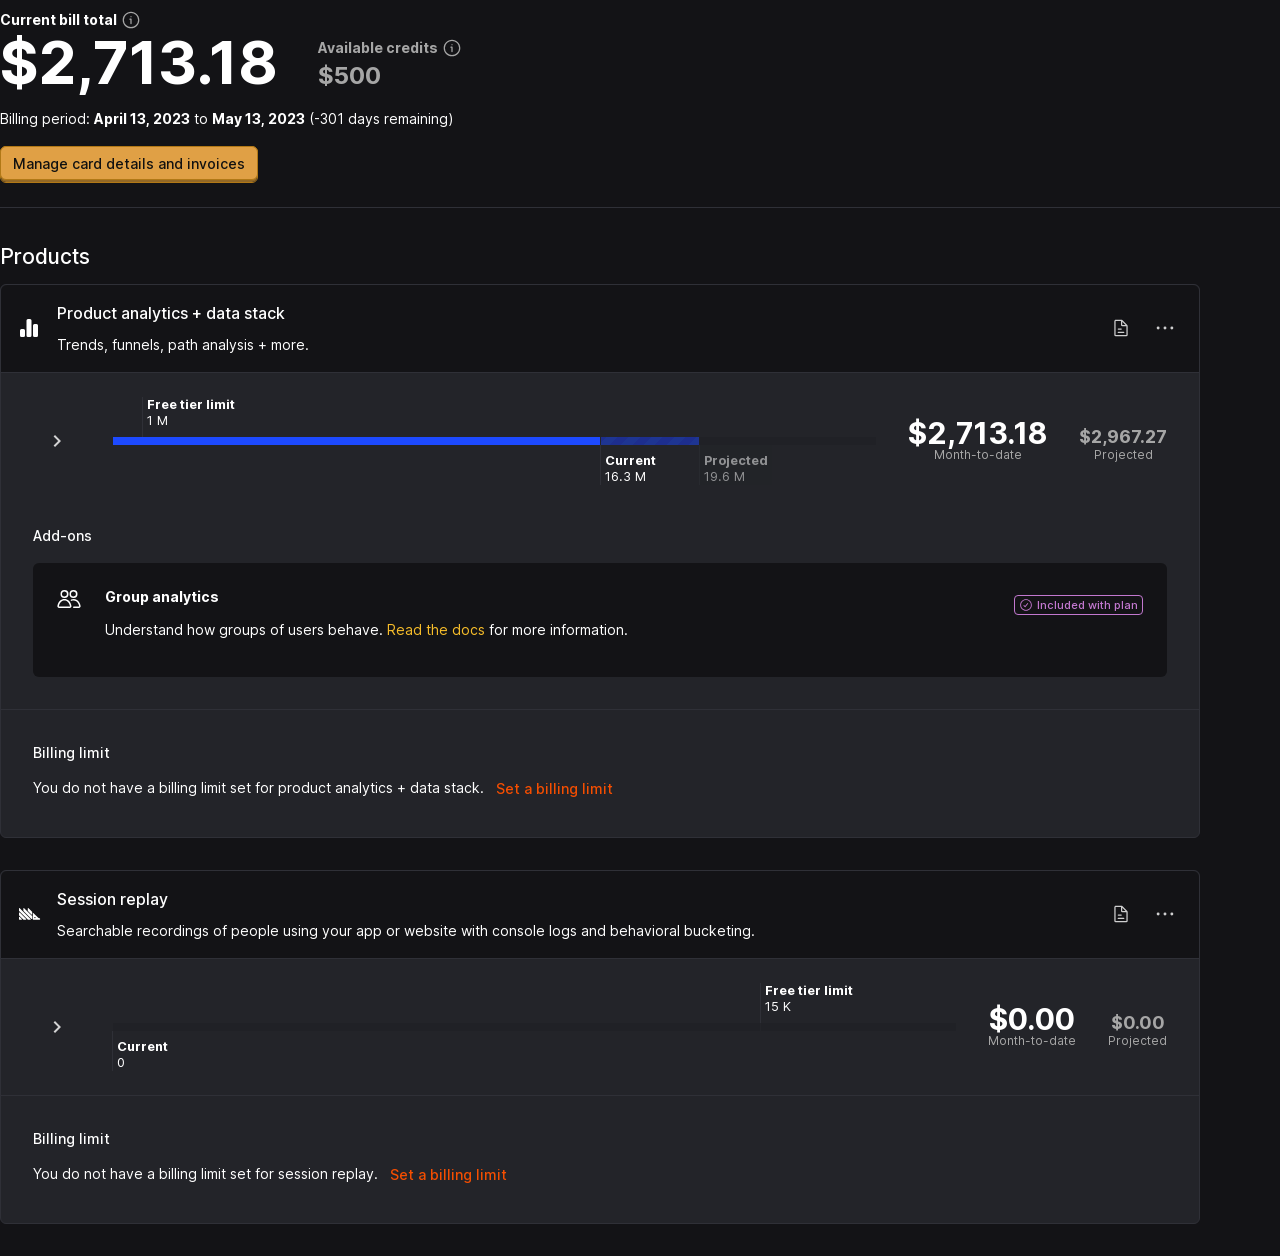 Current bill total
$2,713.18
Available credits
$500
Billing period: April 13, 2023 to May 13, 2023 (-301 days remaining)
Manage card details and invoices
Products
Product analytics + data stack
Trends, funnels, path analysis + more.
Free tier limit
1 M
Current
16.3 M
Projected
19.6 M
$2,713.18
Month-to-date
$2,967.27
Projected
Add-ons
Group analytics
Understand how groups of users behave. Read the docs for more information.
Included with plan
Billing limit
You do not have a billing limit set for product analytics + data stack. Set a billing limit
Session replay
Searchable recordings of people using your app or website with console logs and behavioral bucketing.
Free tier limit
15 K
Current
0
$0.00
Month-to-date
$0.00
Projected
Billing limit
You do not have a billing limit set for session replay. Set a billing limit